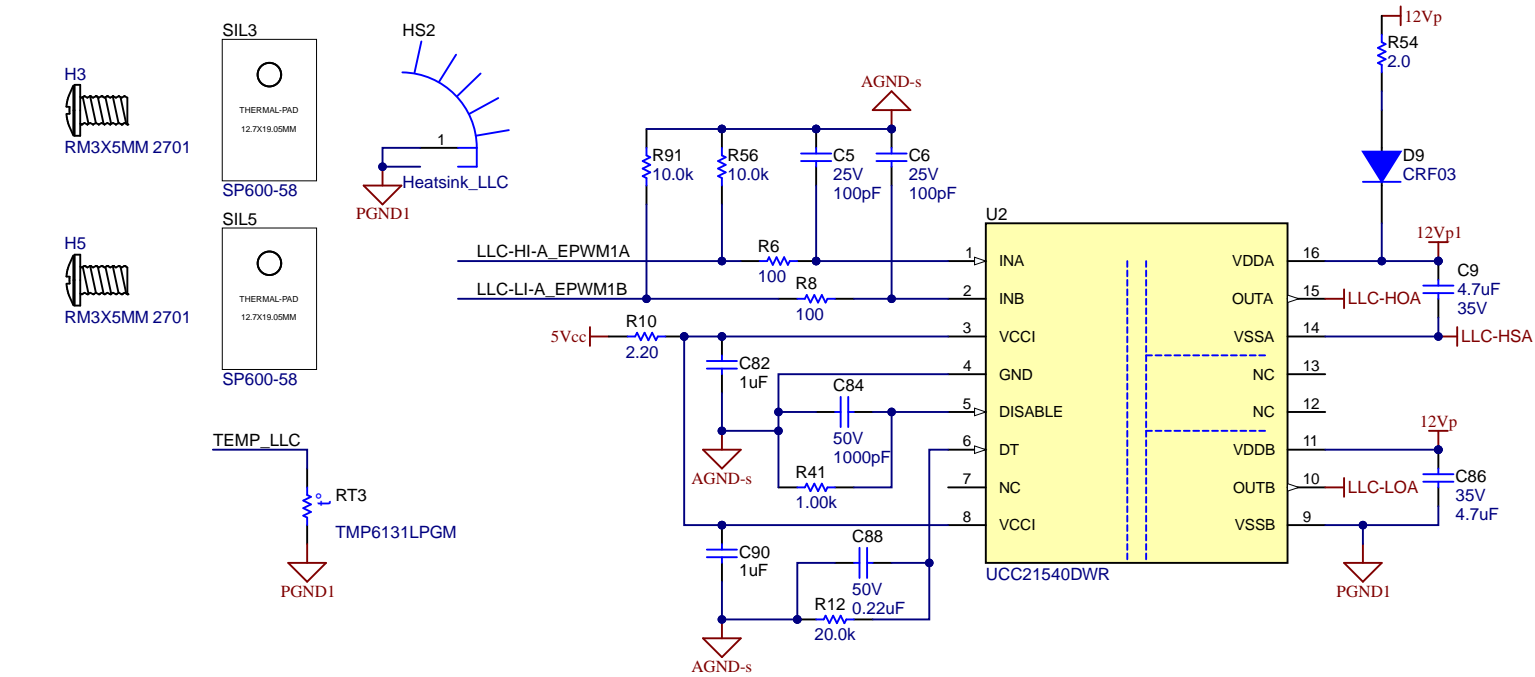 SIL3
HS2
H3
THERMAL-PAD
12.7X19.05MM
RM3X5MM 2701
SP600-58
1
Heatsink_LLC
PGND1
SIL5
H5
THERMAL-PAD
12.7X19.05MM
RM3X5MM 2701
SP600-58
TEMP_LLC
RT3
t°
TMP6131LPGM
PGND1
AGND-s
R91
10.0k
R56
10.0k
C5
25V
100pF
C6
25V
100pF
LLC-HI-A_EPWM1A
R6
100
LLC-LI-A_EPWM1B
R8
100
5Vcc
R10
2.20
C82
1uF
AGND-s
C84
50V
1000pF
R41
1.00k
C90
1uF
C88
50V
0.22uF
R12
20.0k
AGND-s
12Vp
R54
2.0
D9
CRF03
U2
1
INA
2
INB
3
VCCI
4
GND
5
DISABLE
6
DT
7
NC
8
VCCI
VDDA
16
OUTA
15
VSSA
14
NC
13
NC
12
VDDB
11
OUTB
10
VSSB
9
UCC21540DWR
12Vp1
C9
4.7uF
35V
LLC-HOA
LLC-HSA
12Vp
C86
35V
4.7uF
LLC-LOA
PGND1